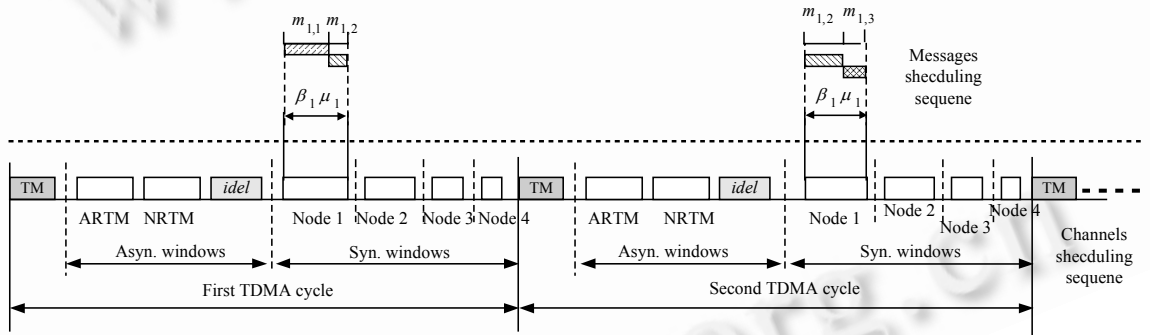 m1,1 m1,2
m1,2 m1,3
Messages
shecduling
sequene
β1 μ1
β1 μ1
TM idel TM idel TM
ARTM NRTM Node 1 Node 2 Node 3 Node 4 ARTM NRTM Node 1 Node 2 Node 3 Node 4
Asyn. windows Syn. windows Asyn. windows Syn. windows
Channels
shecduling
sequene
First TDMA cycle Second TDMA cycle